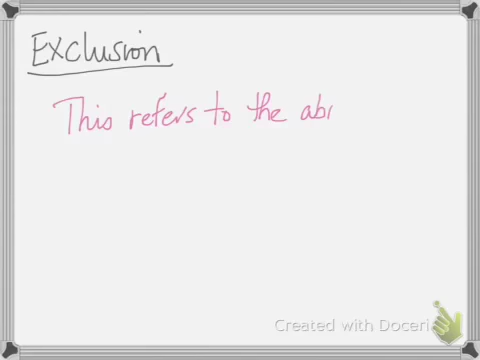 Exclusion
This refers to the abi
Created with Doceri